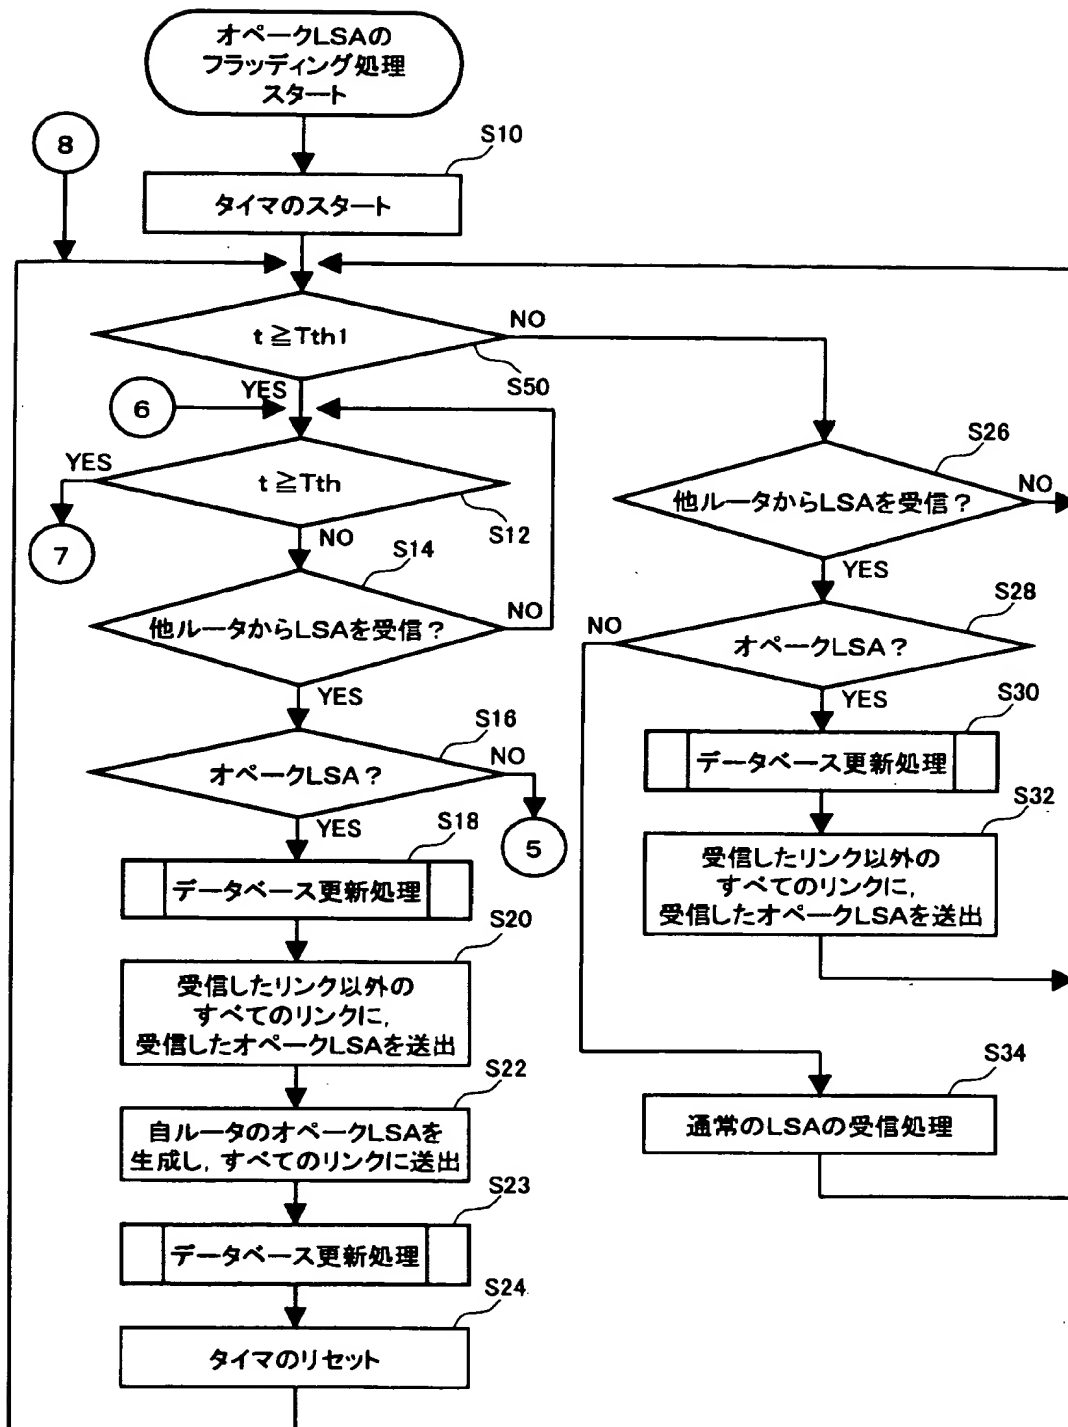 オペークLSAの
フラッディング処理
スタート
8
S10
タイマのスタート
t ≧Tth1
NO
S50
YES
6
t ≧Tth
YES
S12
7
NO
S14
他ルータからLSAを受信？
NO
YES
S16
オペークLSA？
NO
5
YES
S18
データベース更新処理
S20
受信したリンク以外の
すべてのリンクに，
受信したオペークLSAを送出
S22
自ルータのオペークLSAを
生成し，すべてのリンクに送出
S23
データベース更新処理
S24
タイマのリセット
S26
他ルータからLSAを受信？
NO
YES
S28
NO
オペークLSA？
YES
S30
データベース更新処理
S32
受信したリンク以外の
すべてのリンクに，
受信したオペークLSAを送出
S34
通常のLSAの受信処理